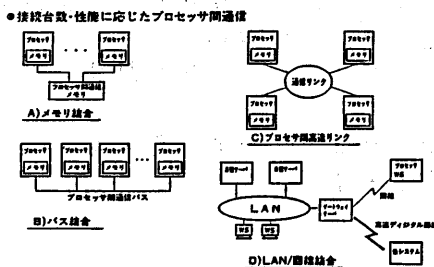 ●接続台数・性能に応じたプロセッサ間通信
プロセッサ
メモリ
・・・
プロセッサ
メモリ
プロセッサ間通信
メモリ
A)メモリ結合
プロセッサ
メモリ
プロセッサ
メモリ
通信リンク
プロセッサ
メモリ
プロセッサ
メモリ
C)プロセッサ間高速リンク
プロセッサ
メモリ
プロセッサ
メモリ
プロセッサ
メモリ
・・・
プロセッサ
メモリ
プロセッサ間通信バス
B)バス結合
LAN
WS
WS
ゲートウェイ
サーバ
プロセッサ
WS
回線
高速ディジタル回線
他システム
D)LAN/回線結合